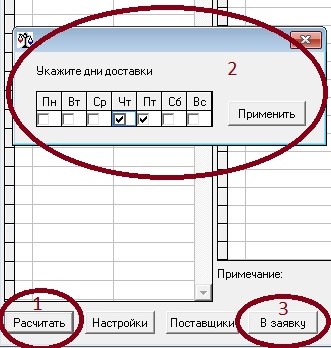 Укажите дни доставки
2
Пн Вт Ср Чт Пт Сб Вс
Применить
Примечание:
1
3
Расчитать Настройки Поставщики В заявку